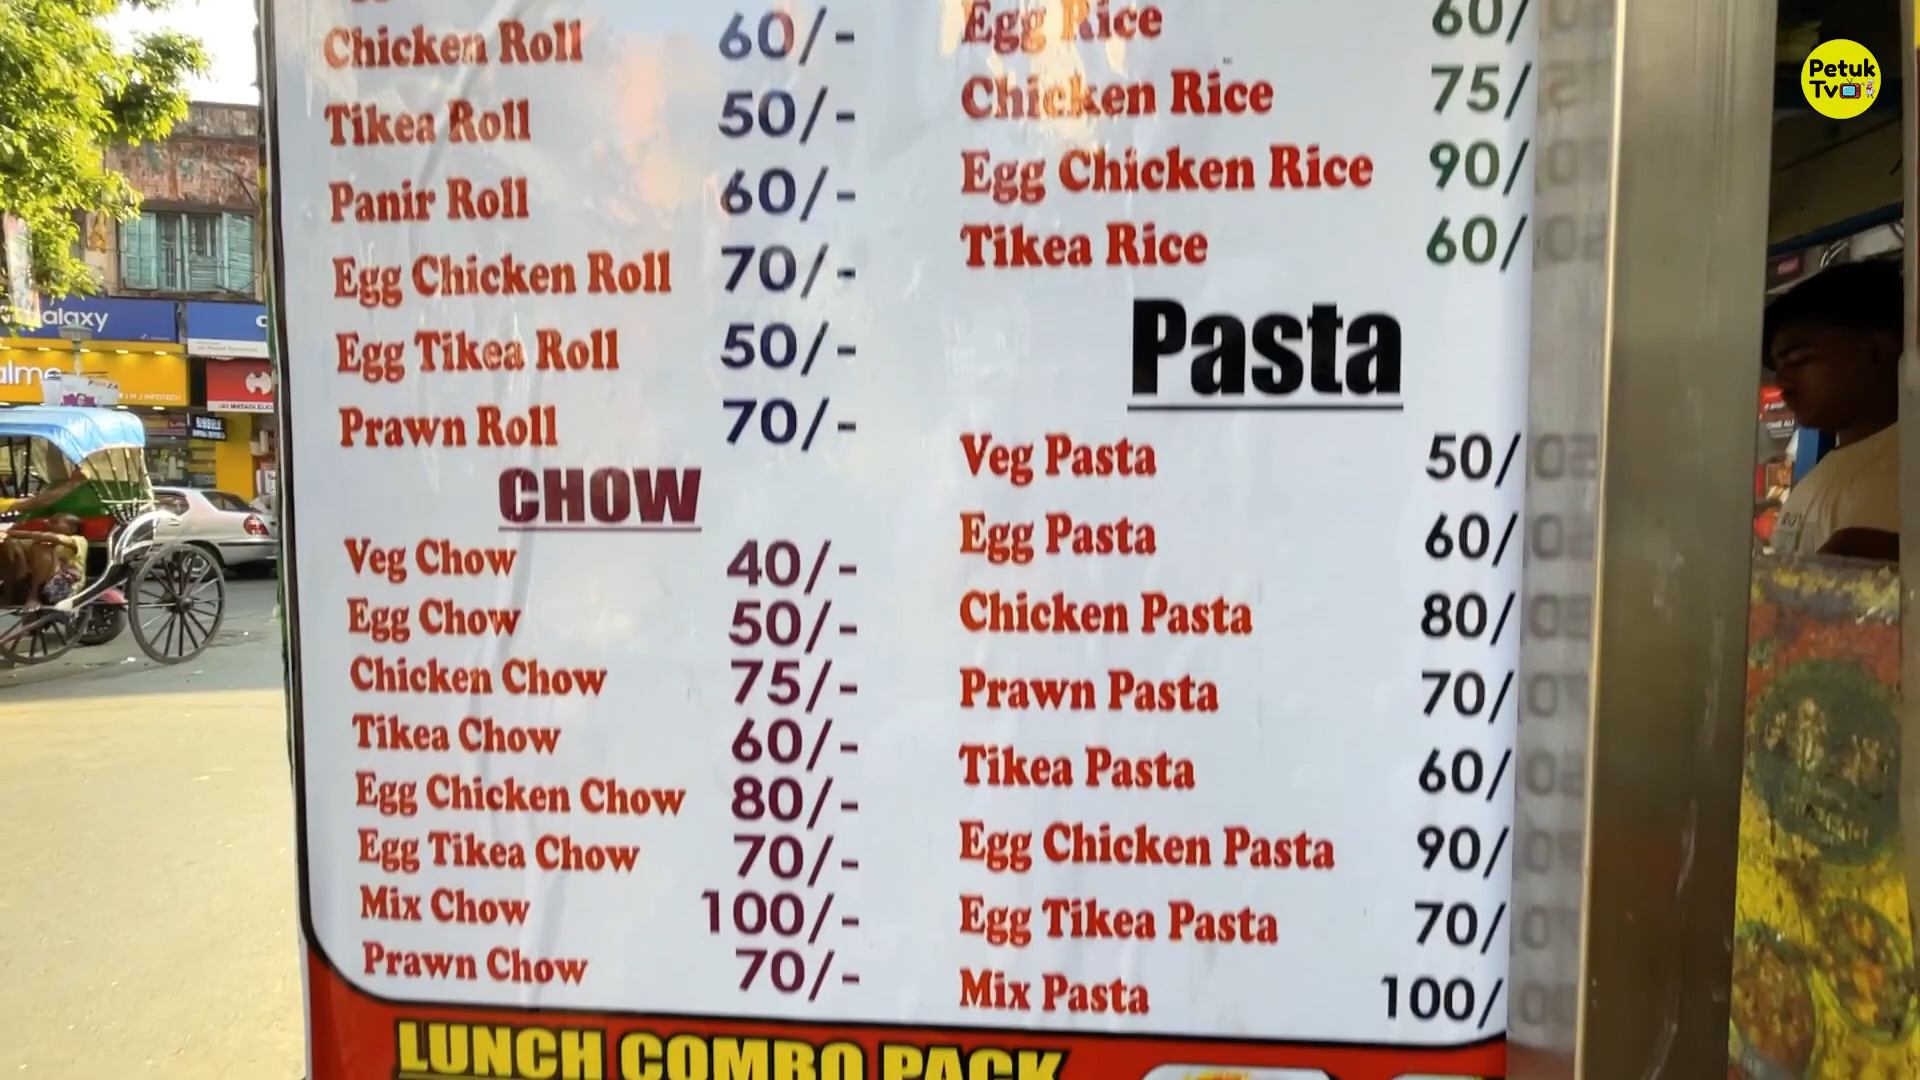 Chicken Roll 60/-
Tikea Roll 50/-
Panir Roll 60/-
Egg Chicken Roll 70/-
Egg Tikea Roll 50/-
Prawn Roll 70/-
CHOW
Veg Chow 40/-
Egg Chow 50/-
Chicken Chow 75/-
Tikea Chow 60/-
Egg Chicken Chow 80/-
Egg Tikea Chow 70/-
Mix Chow 100/-
Prawn Chow 70/-
Egg Rice 60/
Chicken Rice 75/
Egg Chicken Rice 90/
Tikea Rice 60/
Pasta
Veg Pasta 50/
Egg Pasta 60/
Chicken Pasta 80/
Prawn Pasta 70/
Tikea Pasta 60/
Egg Chicken Pasta 90/
Egg Tikea Pasta 70/
Mix Pasta 100/
LUNCH COMBO PACK
Petuk
Tv
alaxy
alme